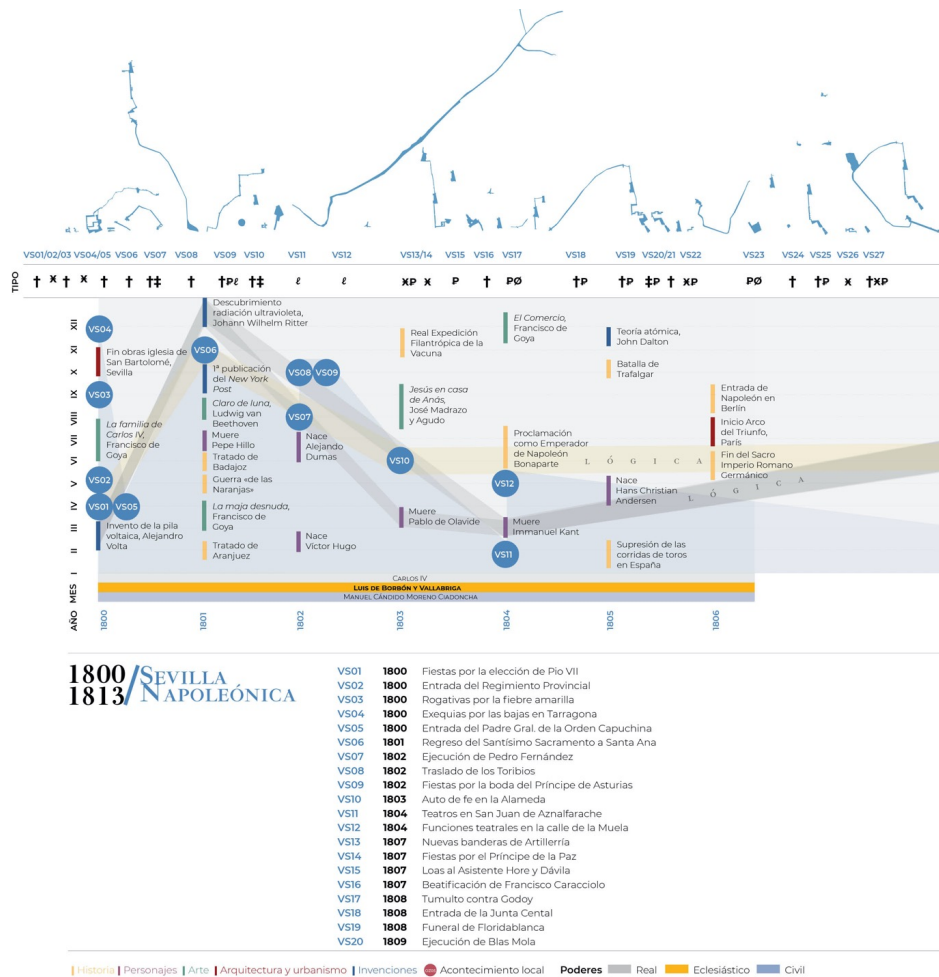 VS01/02/03 VS04/05 VS06 VS07 VS08 VS09 VS10 VS11 VS12 VS13/14 VS15 VS16 VS17 VS18 VS19 VS20/21 VS22 VS23 VS24 VS25 VS26 VS27
TIPO
XII
XI
X
IX
VIII
VII
VI
V
IV
III
II
I
MES
AÑO
VS04
Fin obras iglesia de
San Bartolomé,
Sevilla
VS03
La familia de
Carlos IV,
Francisco de
Goya
VS02
VS01
VS05
Invento de la pila
voltaica, Alejandro
Volta
Descubrimiento
radiación ultravioleta,
Johann Wilhelm Ritter
VS06
1ª publicación
del New York
Post
Claro de luna,
Ludwig van
Beethoven
Muere
Pepe Hillo
Tratado de
Badajoz
Guerra «de las
Naranjas»
La maja desnuda,
Francisco de
Goya
Tratado de
Aranjuez
VS08
VS09
VS07
Nace
Alejando
Dumas
Nace
Víctor Hugo
Real Expedición
Filantrópica de la
Vacuna
Jesús en casa
de Anás,
José Madrazo
y Agudo
VS10
Muere
Pablo de Olavide
El Comercio,
Francisco de
Goya
Proclamación
como Emperador
de Napoleón
Bonaparte
VS12
Muere
Immanuel Kant
VS11
Teoría atómica,
John Dalton
Batalla de
Trafalgar
LÓGICA
Nace
Hans Christian
Andersen
Supresión de las
corridas de toros
en España
Entrada de
Napoleón en
Berlín
Inicio Arco
del Triunfo,
París
Fin del Sacro
Imperio Romano
Germánico
LÓGICA
CARLOS IV
LUIS DE BORBÓN Y VALLABRIGA
MANUEL CÁNDIDO MORENO CIADONCHA
1800 1801 1802 1803 1804 1805 1806
1800
1813/SEVILLA
NAPOLEÓNICA
VS01 1800 Fiestas por la elección de Pio VII
VS02 1800 Entrada del Regimiento Provincial
VS03 1800 Rogativas por la fiebre amarilla
VS04 1800 Exequias por las bajas en Tarragona
VS05 1800 Entrada del Padre Gral. de la Orden Capuchina
VS06 1801 Regreso del Santísimo Sacramento a Santa Ana
VS07 1802 Ejecución de Pedro Fernández
VS08 1802 Traslado de los Toribios
VS09 1802 Fiestas por la boda del Príncipe de Asturias
VS10 1803 Auto de fe en la Alameda
VS11 1804 Teatros en San Juan de Aznalfarache
VS12 1804 Funciones teatrales en la calle de la Muela
VS13 1807 Nuevas banderas de Artillerría
VS14 1807 Fiestas por el Príncipe de la Paz
VS15 1807 Loas al Asistente Hore y Dávila
VS16 1807 Beatificación de Francisco Caracciolo
VS17 1808 Tumulto contra Godoy
VS18 1808 Entrada de la Junta Cental
VS19 1808 Funeral de Floridablanca
VS20 1809 Ejecución de Blas Mola
Historia Personajes Arte Arquitectura y urbanismo Invenciones Acontecimiento local Poderes Real Eclesiástico Civil